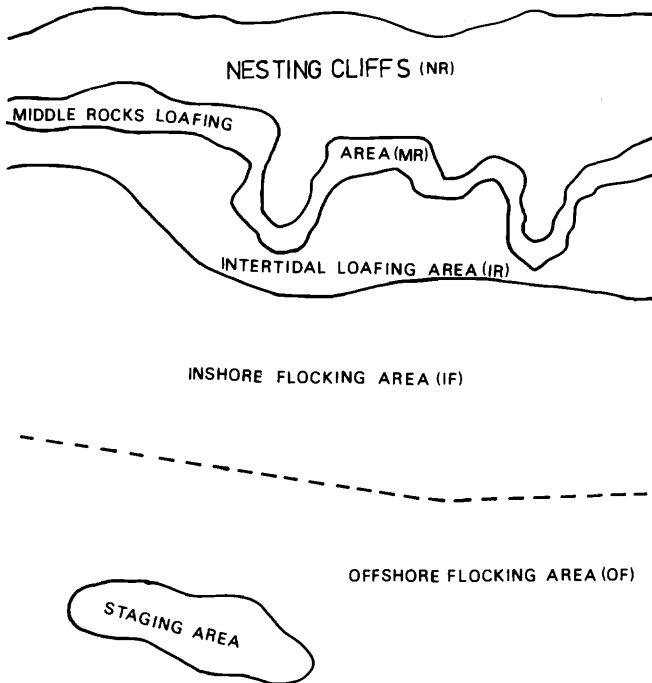 NESTING CLIFFS (NR)
MIDDLE ROCKS LOAFING
AREA (MR)
INTERTIDAL LOAFING AREA (IR)
INSHORE FLOCKING AREA (IF)
OFFSHORE FLOCKING AREA (OF)
STAGING AREA